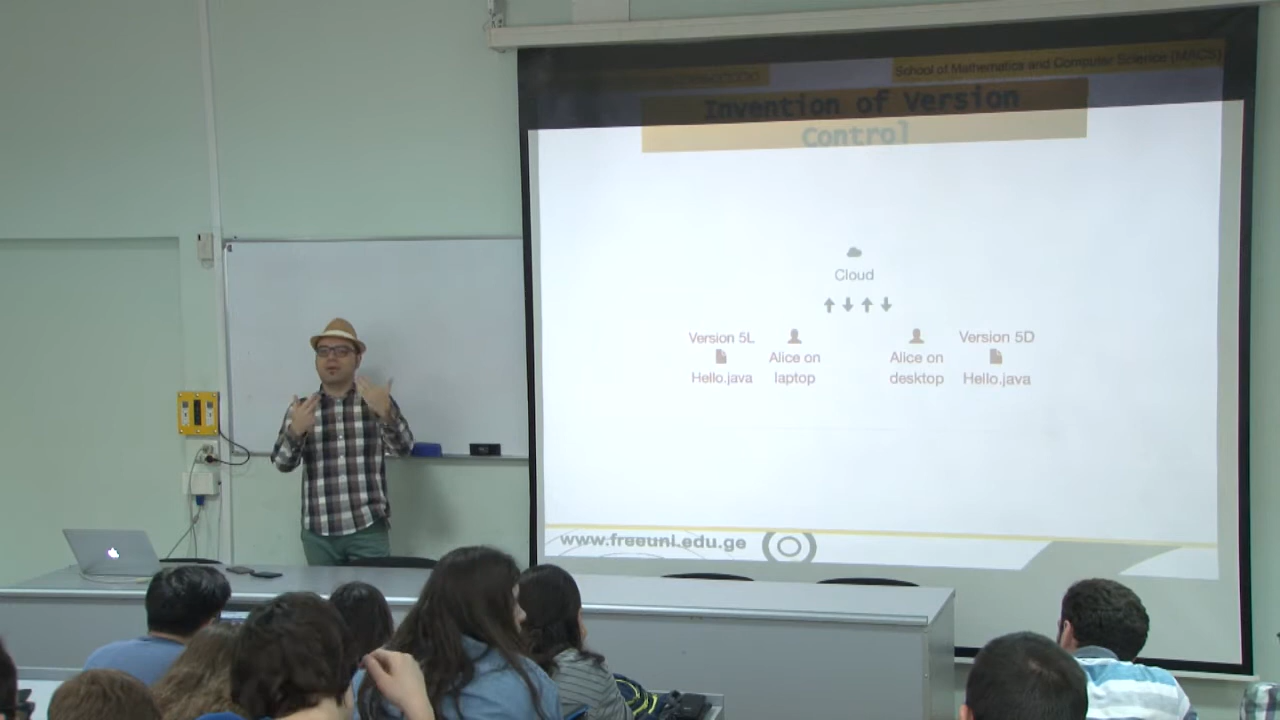 School of Mathematics and Computer Science (MACS)
Invention of Version
Control
Cloud
Version 5L
Version 5D
Alice on
laptop
Alice on
desktop
Hello.java
Hello.java
www.freeuni.edu.ge